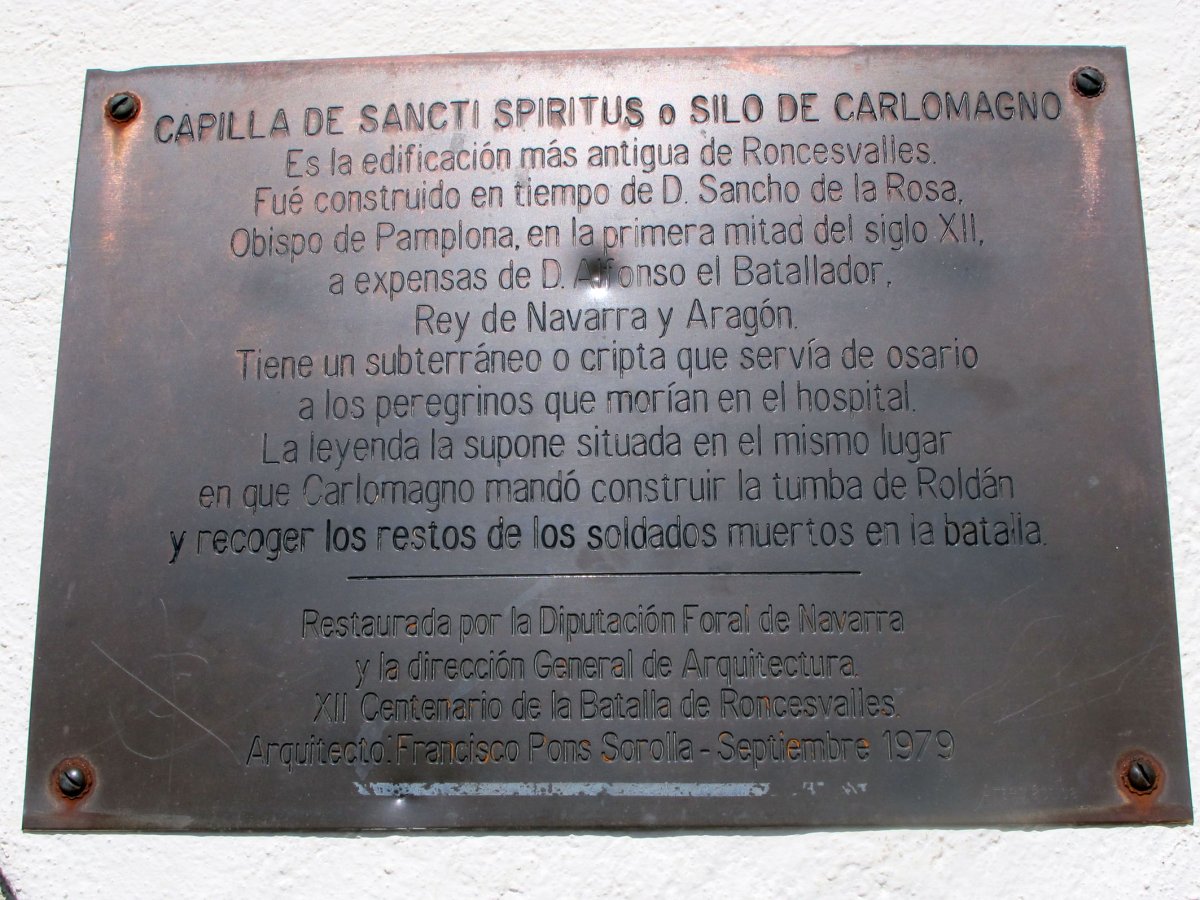 CAPILLA DE SANCTI SPIRITUS o SILO DE CARLOMAGNO
Es la edificación más antigua de Roncesvalles.
Fué construido en tiempo de D. Sancho de la Rosa,
Obispo de Pamplona, en la primera mitad del siglo XII,
a expensas de D. Alfonso el Batallador,
Rey de Navarra y Aragón.
Tiene un subterráneo o cripta que servía de osario
a los peregrinos que morían en el hospital.
La leyenda la supone situada en el mismo lugar
en que Carlomagno mandó construir la tumba de Roldán
y recoger los restos de los soldados muertos en la batalla.
Restaurada por la Diputación Foral de Navarra
y la dirección General de Arquitectura.
XII Centenario de la Batalla de Roncesvalles.
Arquitecto: Francisco Pons Sorolla - Septiembre 1979